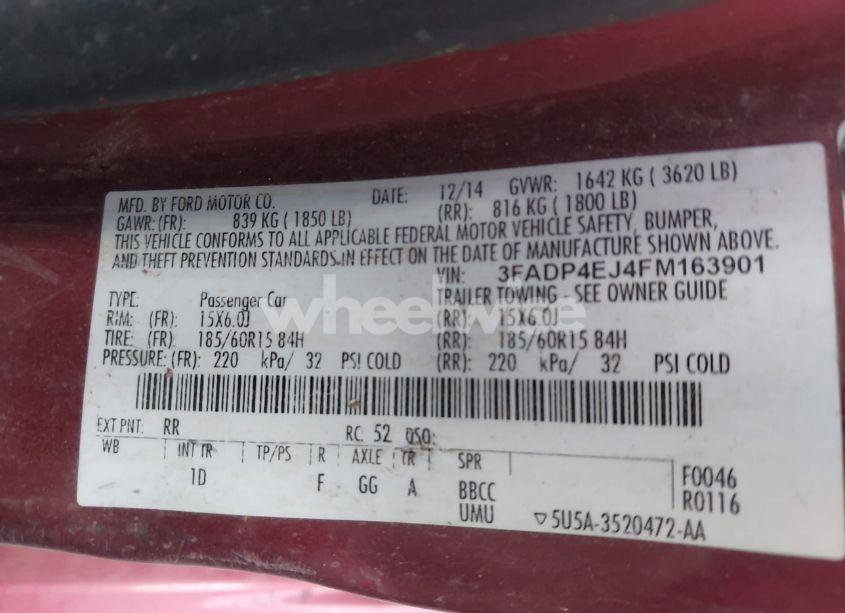 MFD. BY FORD MOTOR CO. DATE: 12/14 GVWR: 1642 KG ( 3620 LB)
GAWR: (FR): 839 KG ( 1850 LB) (RR): 816 KG ( 1800 LB)
THIS VEHICLE CONFORMS TO ALL APPLICABLE FEDERAL MOTOR VEHICLE SAFETY, BUMPER,
AND THEFT PREVENTION STANDARDS IN EFFECT ON THE DATE OF MANUFACTURE SHOWN ABOVE.
VIN: 3FADP4EJ4FM163901
TYPE: Passenger Car TRAILER TOWING - SEE OWNER GUIDE
RIM: (FR): 15X6.0J (RR): 15X6.0J
TIRE: (FR): 185/60R15 84H (RR): 185/60R15 84H
PRESSURE: (FR): 220 kPa/ 32 PSI COLD (RR): 220 kPa/ 32 PSI COLD
EXT PNT: RR RC: 52 DSO:
WB INT TR TP/PS R AXLE TR SPR
1D F GG A BBCC
UMU
F0046
R0116
5U5A-3520472-AA
wheelwise